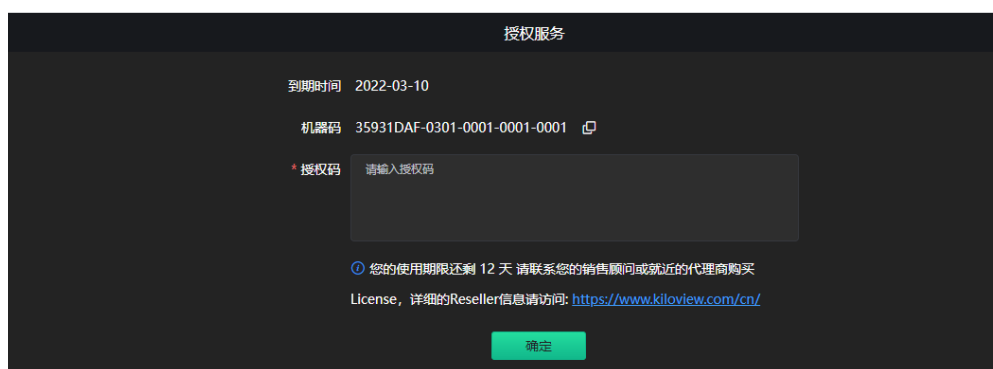 授权服务
到期时间 2022-03-10
机器码 35931DAF-0301-0001-0001-0001
* 授权码 请输入授权码
您的使用期限还剩 12 天 请联系您的销售顾问或就近的代理商购买
License，详细的Reseller信息请访问: https://www.kiloview.com/cn/
确定